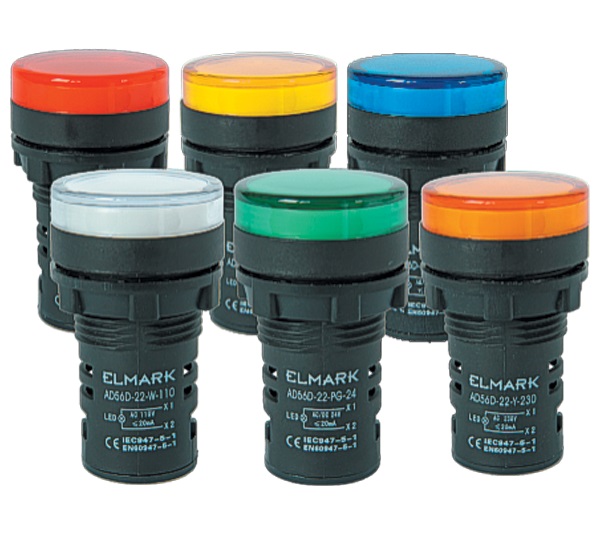 ELMARK
AD56D-22-W-110
AC 110V
LED
X1
≤20mA
X2
CE IEC947-5-1
EN60947-5-1
ELMARK
AD56D-22-PG-24
AC/DC 24V
LED
X1
≤20mA
X2
CE IEC947-5-1
EN60947-5-1
ELMARK
AD56D-22-Y-230
AC 230V
LED
X1
≤20mA
X2
CE IEC947-5-1
EN60947-5-1